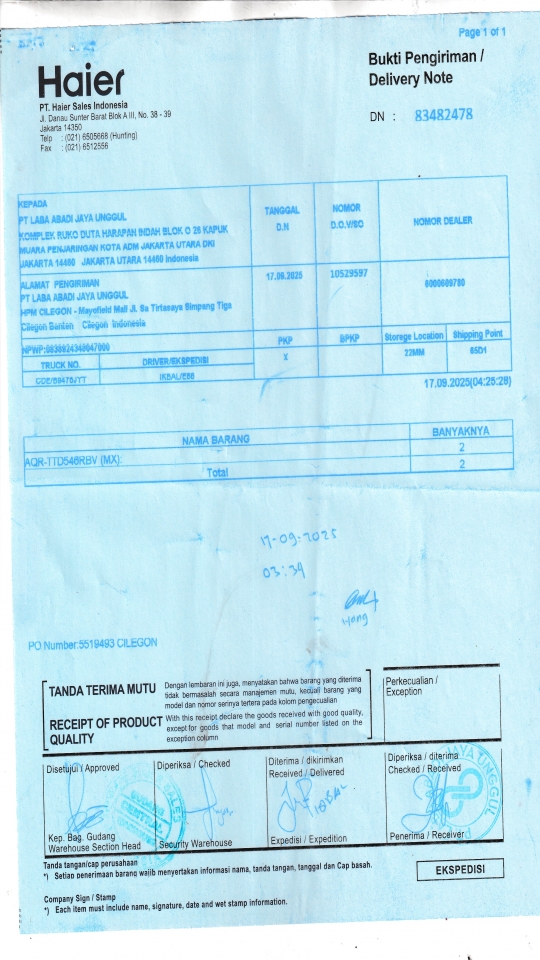 Page 1 of 1
Haier
Bukti Pengiriman /
Delivery Note
PT. Haier Sales Indonesia
Jl. Danau Sunter Barat Blok A III, No. 38 - 39
Jakarta 14350
Telp : (021) 6505668 (Hunting)
Fax : (021) 6512556
DN : 83482478
KEPADA
PT LABA ABADI JAYA UNGGUL
KOMPLEK RUKO DUTA HARAPAN INDAH BLOK O 26 KAPUK
MUARA PENJARINGAN KOTA ADM JAKARTA UTARA DKI
JAKARTA 14460 JAKARTA UTARA 14460 Indonesia
TANGGAL
D.N
NOMOR
D.O.V/SO
NOMOR DEALER
ALAMAT PENGIRIMAN
PT LABA ABADI JAYA UNGGUL
HPM CILEGON - Mayofield Mall Jl. Sa Tirtasaya Simpang Tiga
Cilegon Banten Cilegon Indonesia
17.09.2025
10529597
PKP
BPKP
Storage Location
Shipping Point
TRUCK NO.
DRIVER/EKSPEDISI
X
22MM
IKBAL/E88
17.09.2025(04:25:28)
NAMA BARANG
BANYAKNYA
AQR-TTD546RBV (MX):
2
Total
2
17-09-2025
03:39
PO Number:5519493 CILEGON
TANDA TERIMA MUTU
Dengan lembaran ini juga, menyatakan bahwa barang yang diterima
tidak bermasalah secara manajemen mutu, kecuali barang yang
model dan nomor serinya tertera pada kolom pengecualian
RECEIPT OF PRODUCT
QUALITY
With this receipt declare the goods received with good quality,
except for goods that model and serial number listed on the
exception column
Perkecualian /
Exception
Disetujui / Approved
Diperiksa / Checked
Diterima / dikirimkan
Received / Delivered
Diperiksa / diterima
Checked / Received
JAYA UNGGUL
SALES
GUDANG
IQBAL
Kep. Bag. Gudang
Warehouse Section Head
Security Warehouse
Expedisi / Expedition
Penerima / Receiver
Tanda tangan/cap perusahaan
*) Setiap penerimaan barang wajib menyertakan informasi nama, tanda tangan, tanggal dan Cap basah.
EKSPEDISI
Company Sign / Stamp
*) Each item must include name, signature, date and wet stamp information.